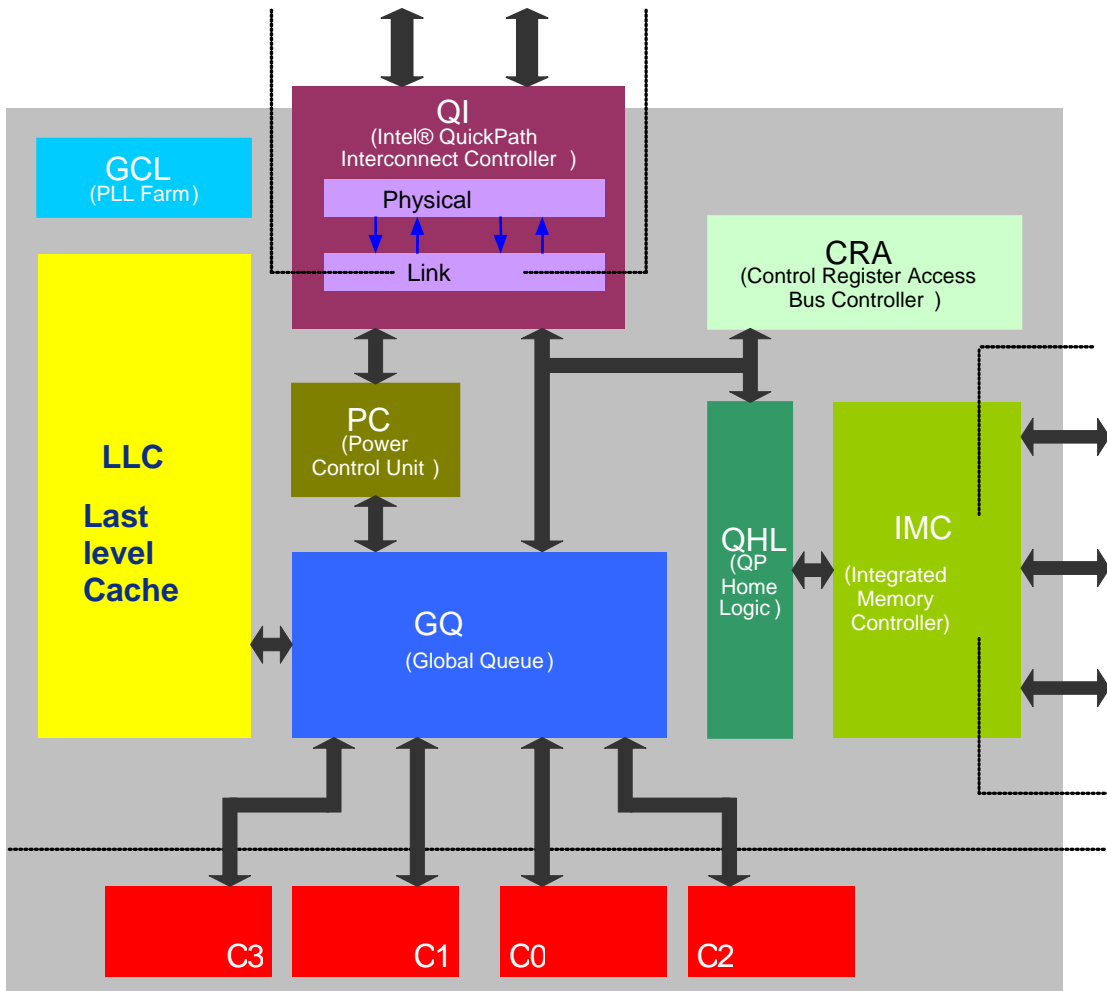 QI
(Intel® QuickPath
Interconnect Controller )
Physical
Link
GCL
(PLL Farm)
CRA
(Control Register Access
Bus Controller )
PC
(Power
Control Unit )
LLC
Last
level
Cache
GQ
(Global Queue)
QHL
(QP
Home
Logic)
IMC
(Integrated
Memory
Controller)
C3
C1
C0
C2